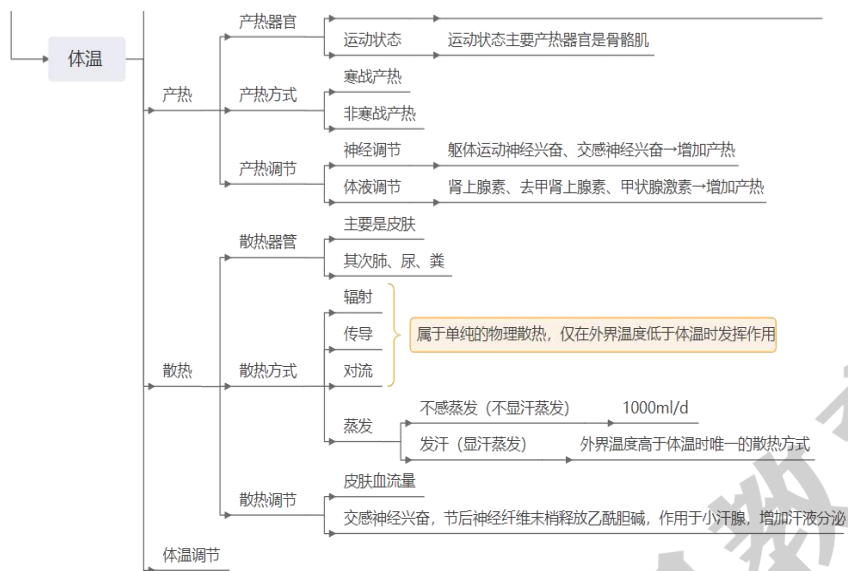 体温
产热
产热器官
运动状态
运动状态主要产热器官是骨骼肌
产热方式
寒战产热
非寒战产热
产热调节
神经调节
躯体运动神经兴奋、交感神经兴奋→增加产热
体液调节
肾上腺素、去甲肾上腺素、甲状腺激素→增加产热
散热
散热器管
主要是皮肤
其次肺、尿、粪
散热方式
辐射
传导
对流
属于单纯的物理散热，仅在外界温度低于体温时发挥作用
蒸发
不感蒸发（不显汗蒸发）
1000ml/d
发汗（显汗蒸发）
外界温度高于体温时唯一的散热方式
散热调节
皮肤血流量
交感神经兴奋，节后神经纤维末梢释放乙酰胆碱，作用于小汗腺，增加汗液分泌
体温调节
教